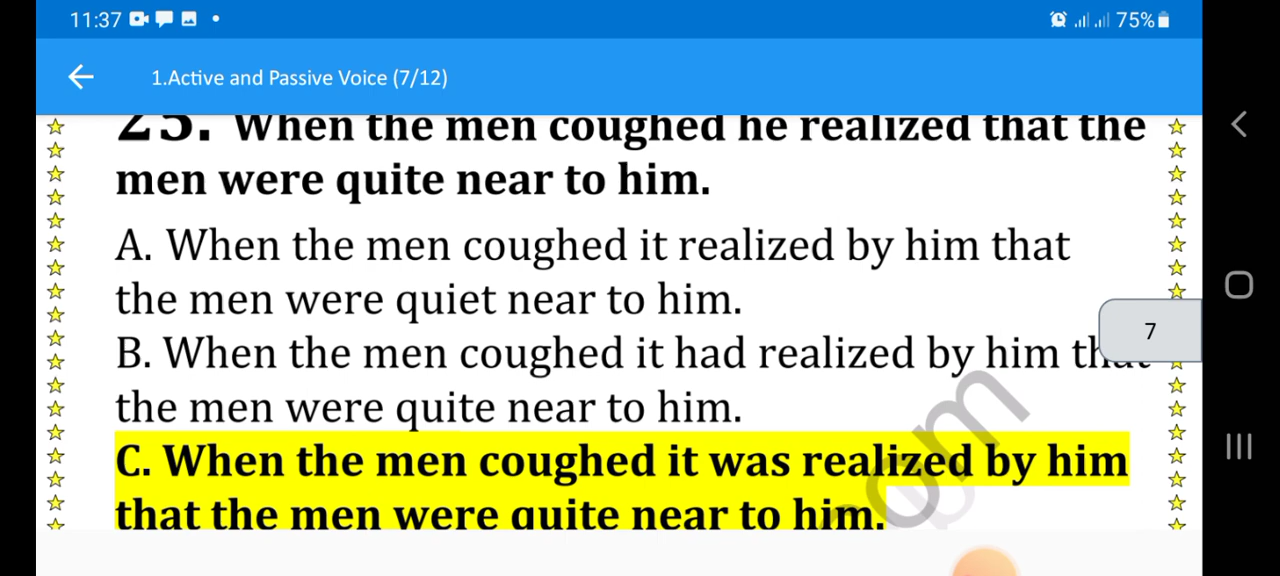 11:37
75%
1.Active and Passive Voice (7/12)
25. When the men coughed he realized that the
men were quite near to him.
A. When the men coughed it realized by him that
the men were quiet near to him.
B. When the men coughed it had realized by him that
7
the men were quite near to him.
C. When the men coughed it was realized by him
that the men were quite near to him.
om